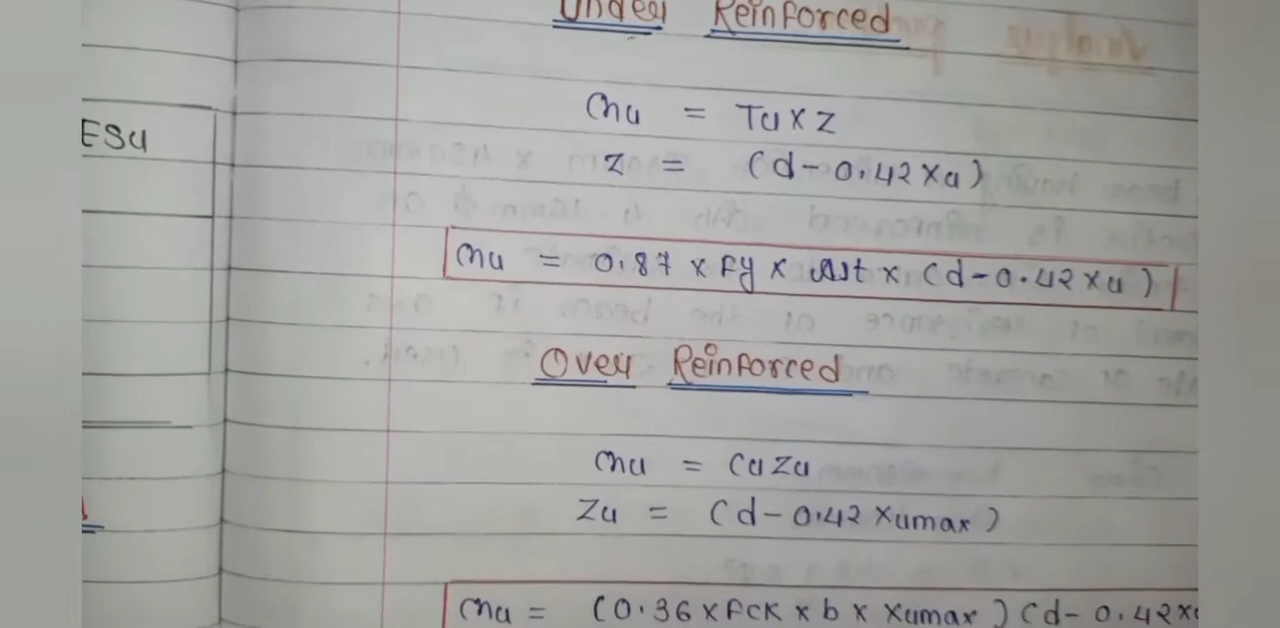 ESu
Under Reinforced
Mu = Tu x Z
Z = (d - 0.42 xu)
Mu = 0.87 x Fy x Ast x (d - 0.42 xu)
Over Reinforced
Mu = Cu Zu
Zu = (d - 0.42 xumax)
Mu = (0.36 x Fck x b x xumax) (d - 0.42 x